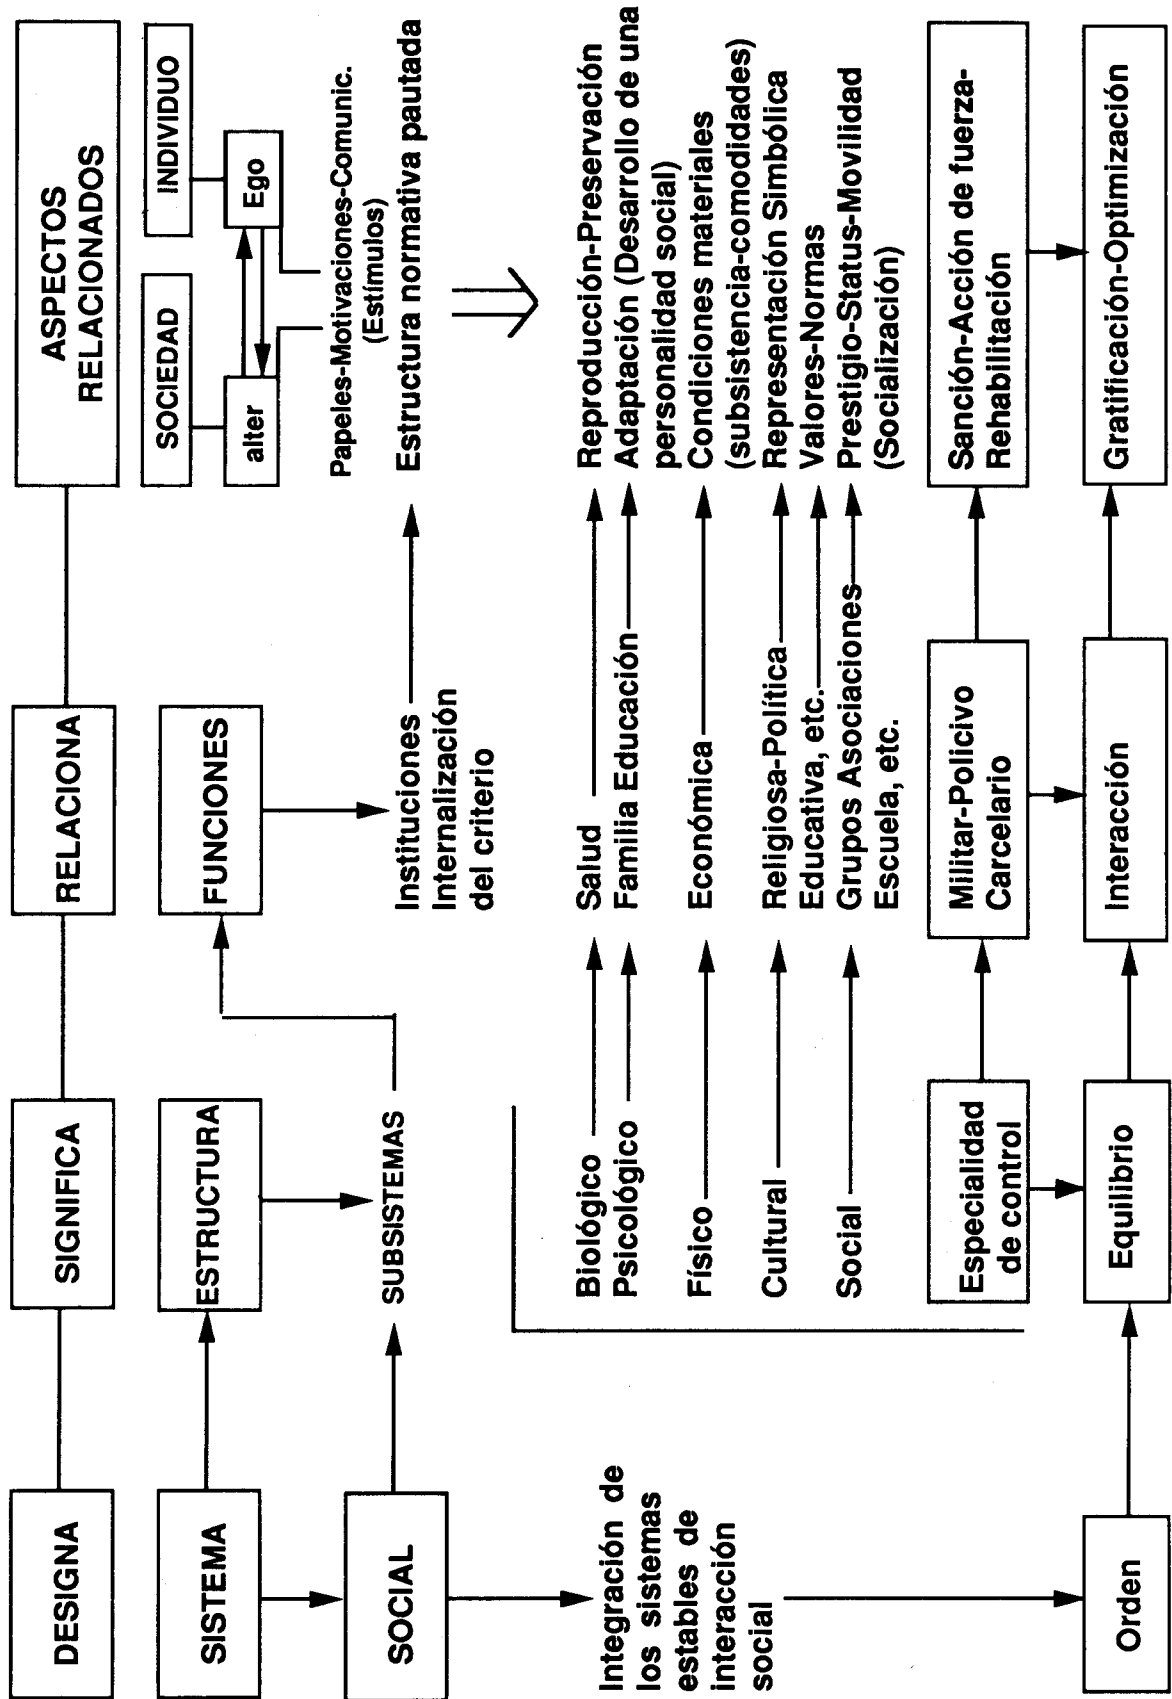 DESIGNA
SIGNIFICA
RELACIONA
ASPECTOS
RELACIONADOS
SISTEMA
ESTRUCTURA
FUNCIONES
SOCIEDAD
INDIVIDUO
alter
Ego
SOCIAL
SUBSISTEMAS
Instituciones
Internalización
del criterio
Papeles-Motivaciones-Comunic.
(Estímulos)
Estructura normativa pautada
Integración de
los sistemas
estables de
interacción
social
Biológico
Salud
Reproducción-Preservación
Psicológico
Familia Educación
Adaptación (Desarrollo de una
personalidad social)
Físico
Económica
Condiciones materiales
(subsistencia-comodidades)
Cultural
Religiosa-Política
Educativa, etc.
Representación Simbólica
Valores-Normas
Social
Grupos Asociaciones
Escuela, etc.
Prestigio-Status-Movilidad
(Socialización)
Especialidad
de control
Militar-Policivo
Carcelario
Sanción-Acción de fuerza-
Rehabilitación
Orden
Equilibrio
Interacción
Gratificación-Optimización